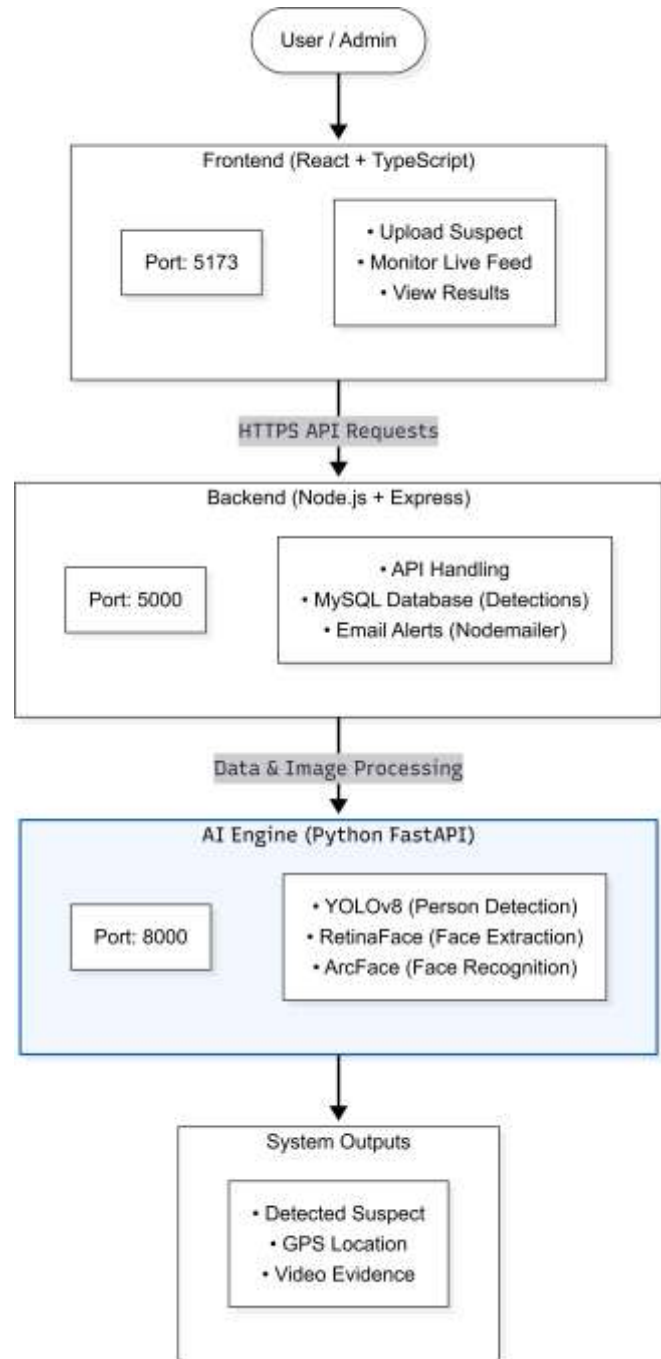 User / Admin
Frontend (React + TypeScript)
Port: 5173
• Upload Suspect
• Monitor Live Feed
• View Results
HTTPS API Requests
Backend (Node.js + Express)
Port: 5000
• API Handling
• MySQL Database (Detections)
• Email Alerts (Nodemailer)
Data & Image Processing
AI Engine (Python FastAPI)
Port: 8000
• YOLOv8 (Person Detection)
• RetinaFace (Face Extraction)
• ArcFace (Face Recognition)
System Outputs
• Detected Suspect
• GPS Location
• Video Evidence